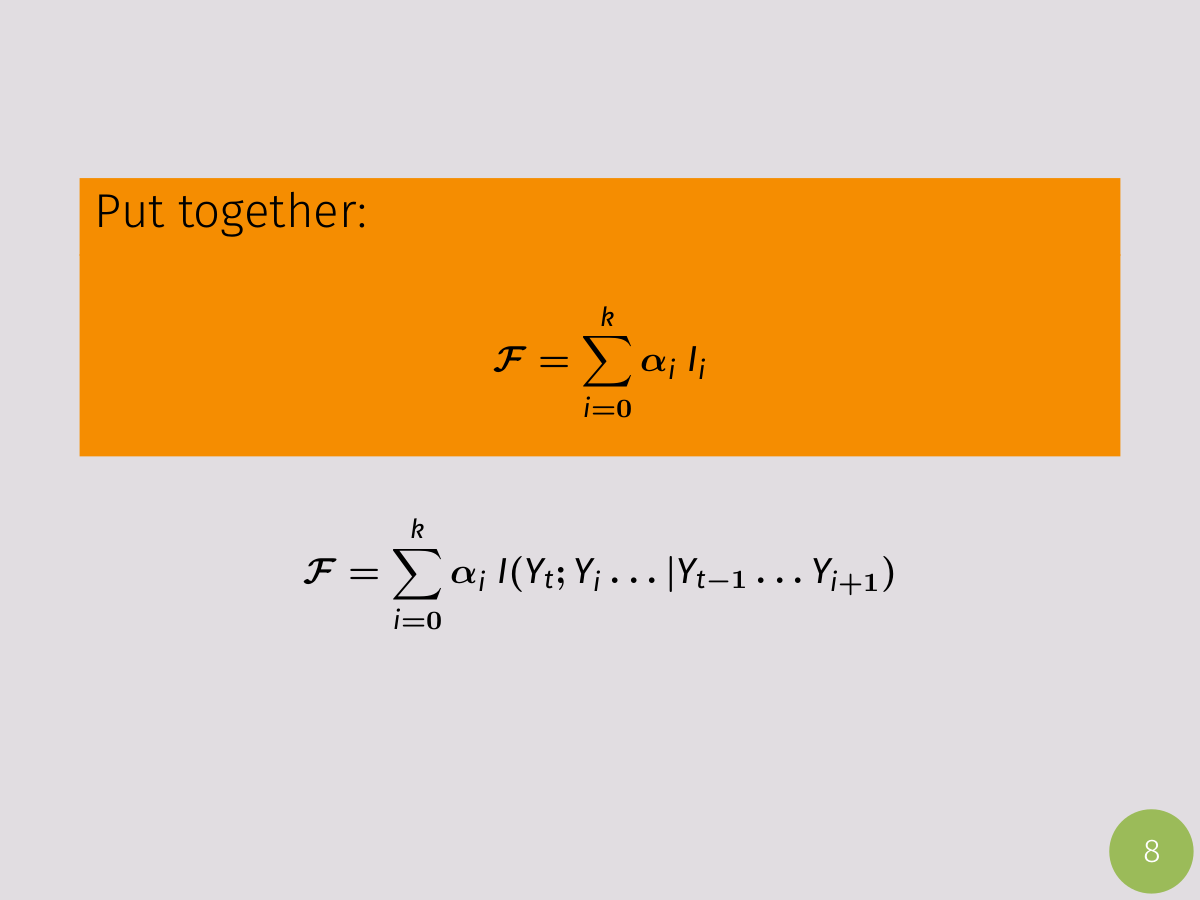 Put together:
$\mathcal{F} = \sum_{i=0}^{k} \alpha_i \, I_i$
$\mathcal{F} = \sum_{i=0}^{k} \alpha_i \, I(Y_t; Y_i \ldots | Y_{t-1} \ldots Y_{i+1})$
8